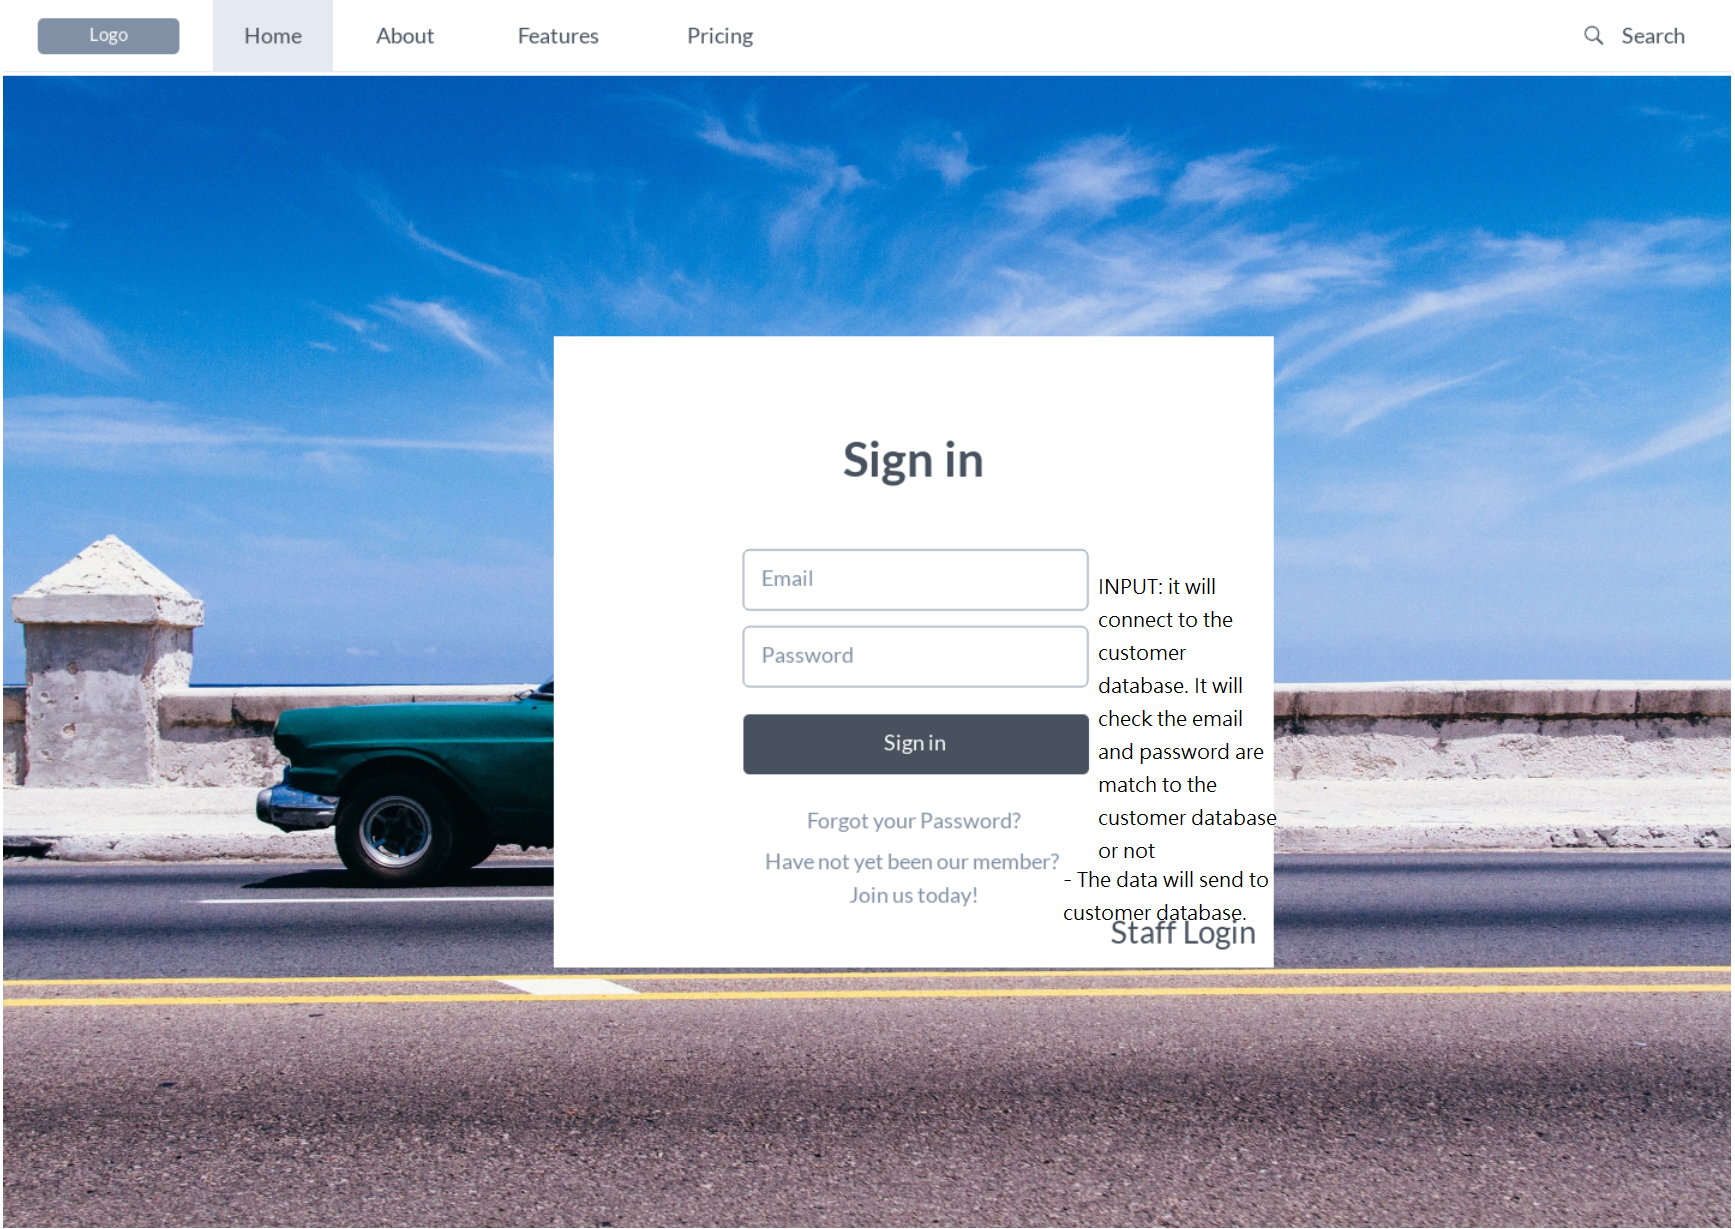 Logo
Home
About
Features
Pricing
Search
Sign in
Email
Password
Sign in
Forgot your Password?
Have not yet been our member?
Join us today!
INPUT: it will
connect to the
customer
database. It will
check the email
and password are
match to the
customer database
or not
- The data will send to
customer database.
Staff Login